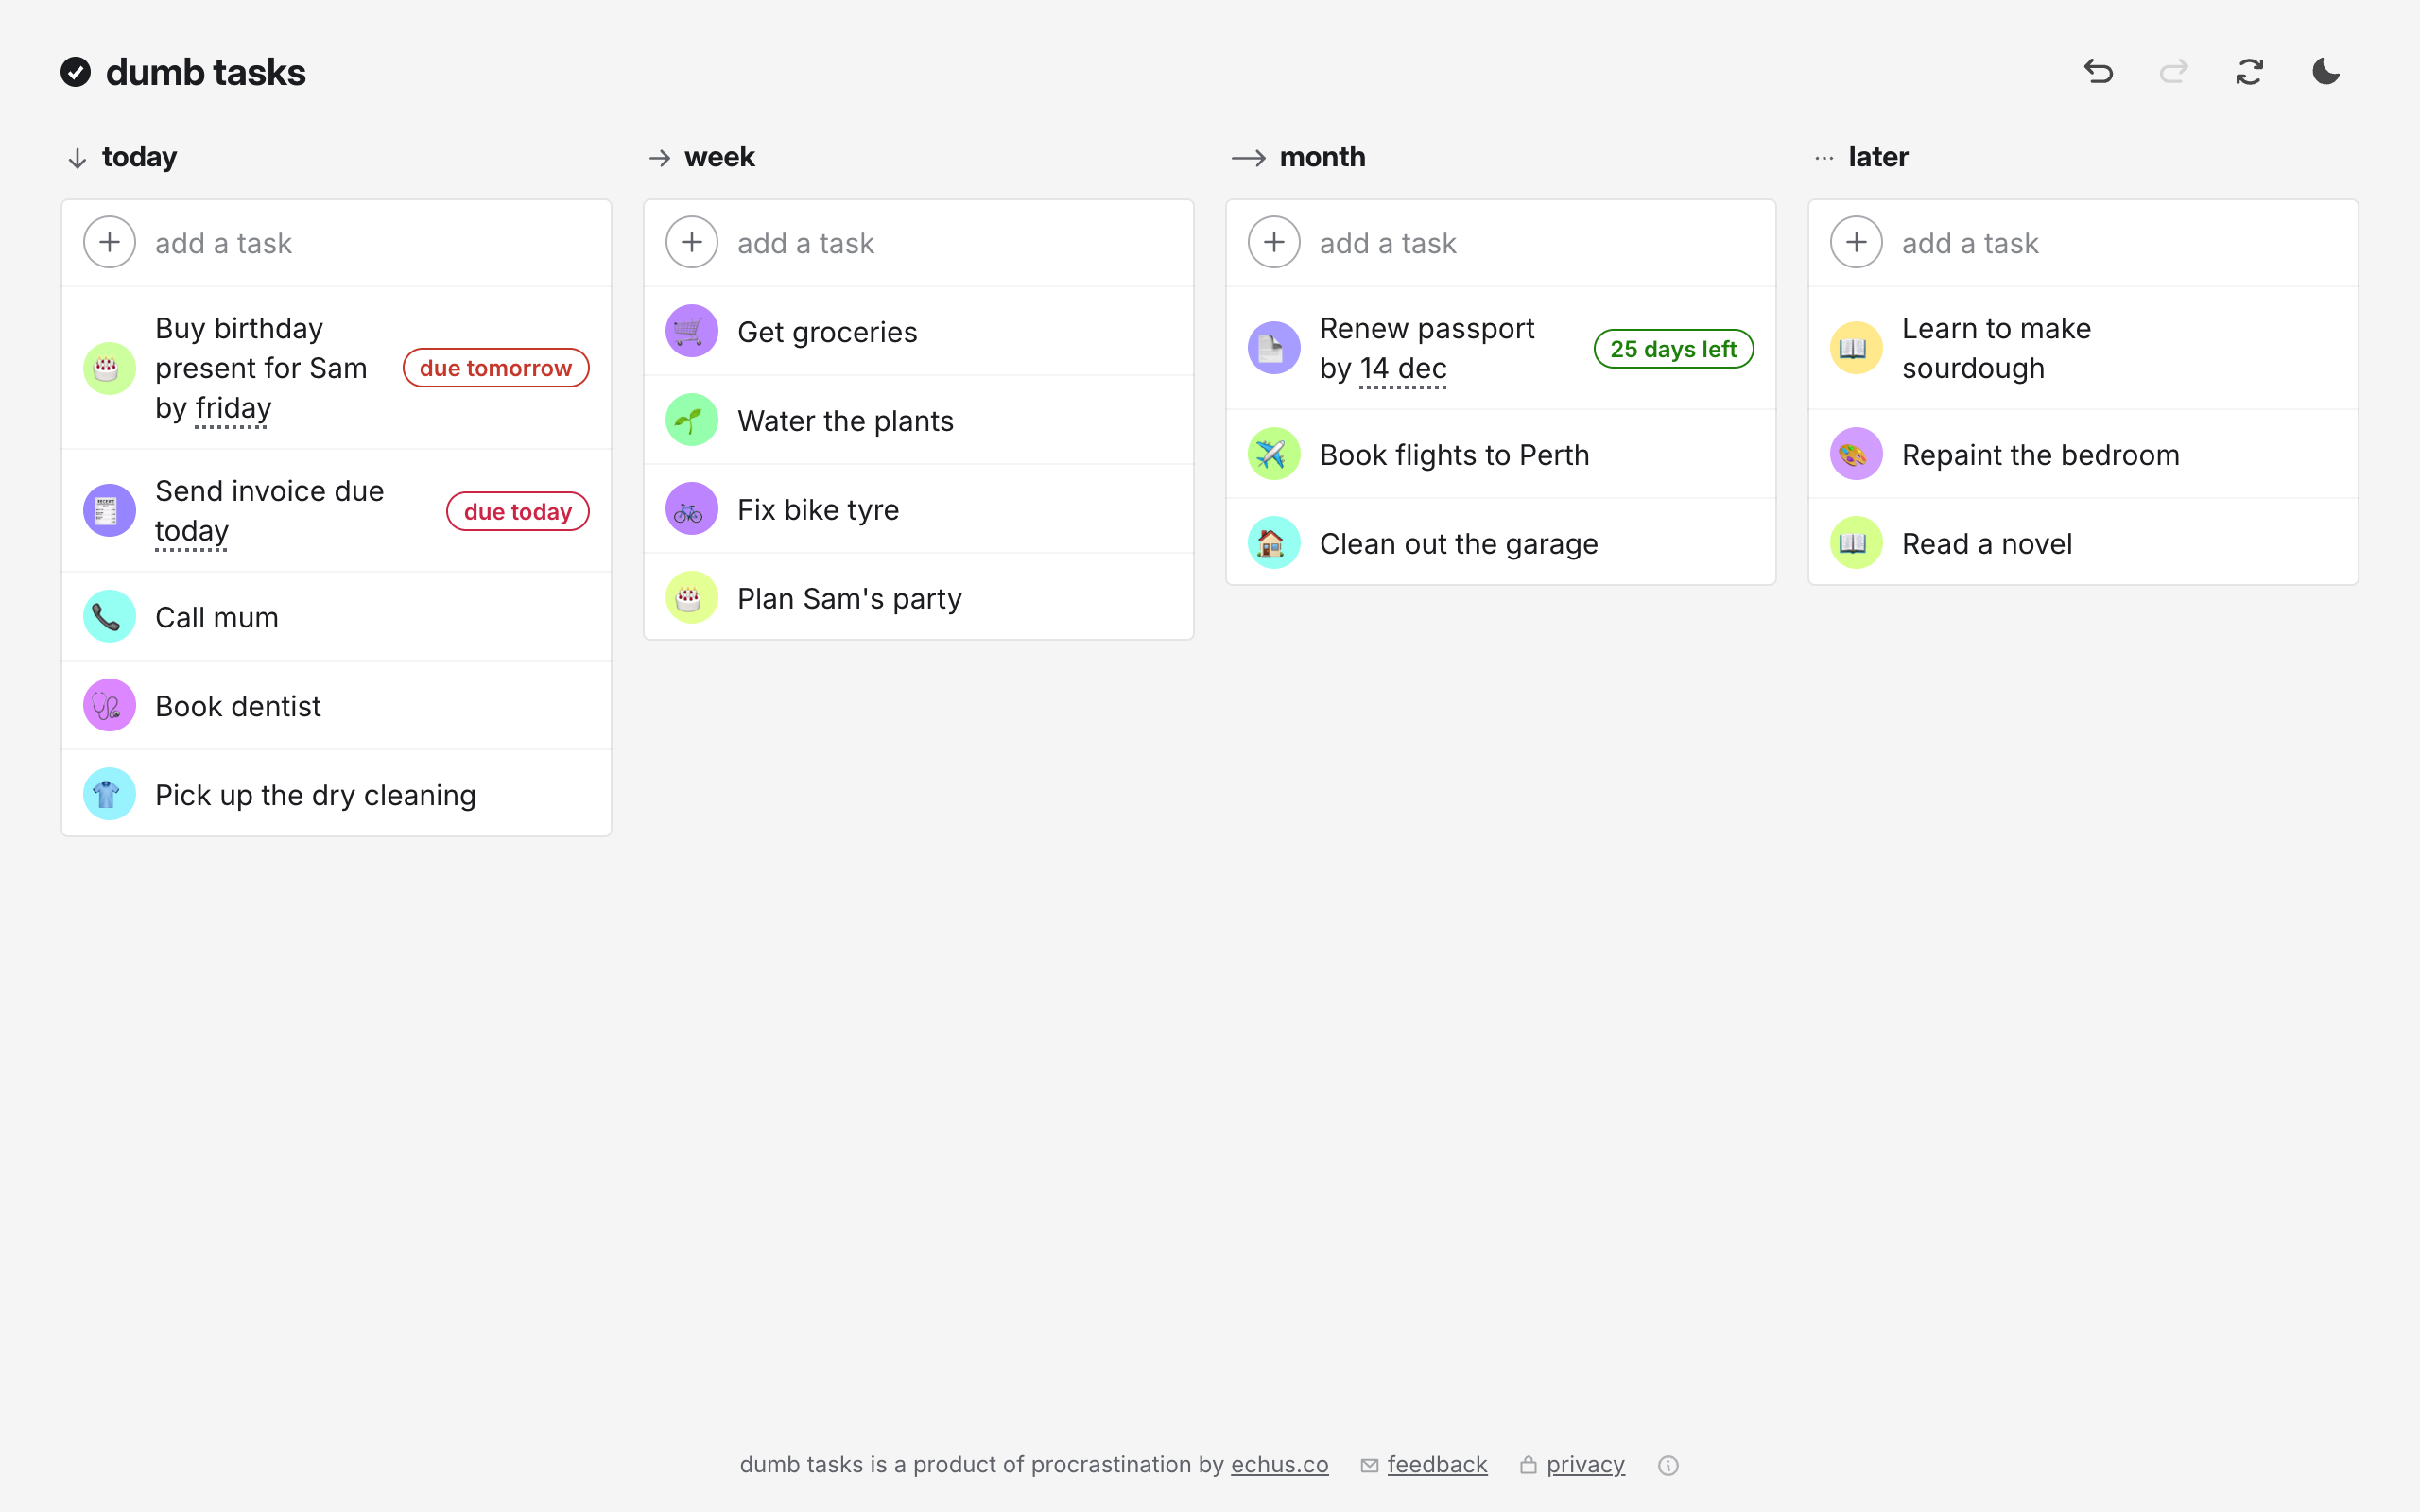 dumb tasks
today
add a task
Buy birthday
present for Sam
by friday
due tomorrow
Send invoice due
today
due today
Call mum
Book dentist
Pick up the dry cleaning
week
add a task
Get groceries
Water the plants
Fix bike tyre
Plan Sam's party
month
add a task
Renew passport
by 14 dec
25 days left
Book flights to Perth
Clean out the garage
later
add a task
Learn to make
sourdough
Repaint the bedroom
Read a novel
dumb tasks is a product of procrastination by echus.co feedback privacy